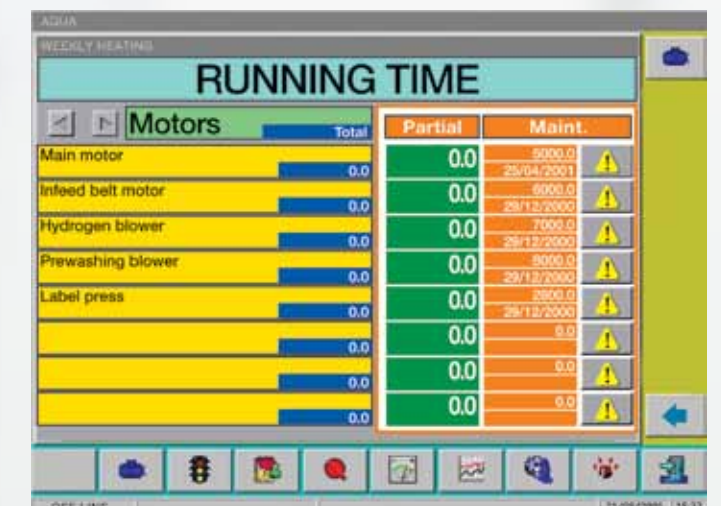 AQUA
WEEKLY HEATING
RUNNING TIME
Motors Total Partial Maint.
Main motor 0.0 0.0 5000.0
25/04/2001
Infeed belt motor 0.0 0.0 6000.0
29/12/2000
Hydrogen blower 0.0 0.0 7000.0
29/12/2000
Prewashing blower 0.0 0.0 8000.0
29/12/2000
Label press 0.0 0.0 2800.0
29/12/2000
0.0 0.0 0.0
0.0 0.0 0.0
0.0 0.0 0.0
OFF LINE